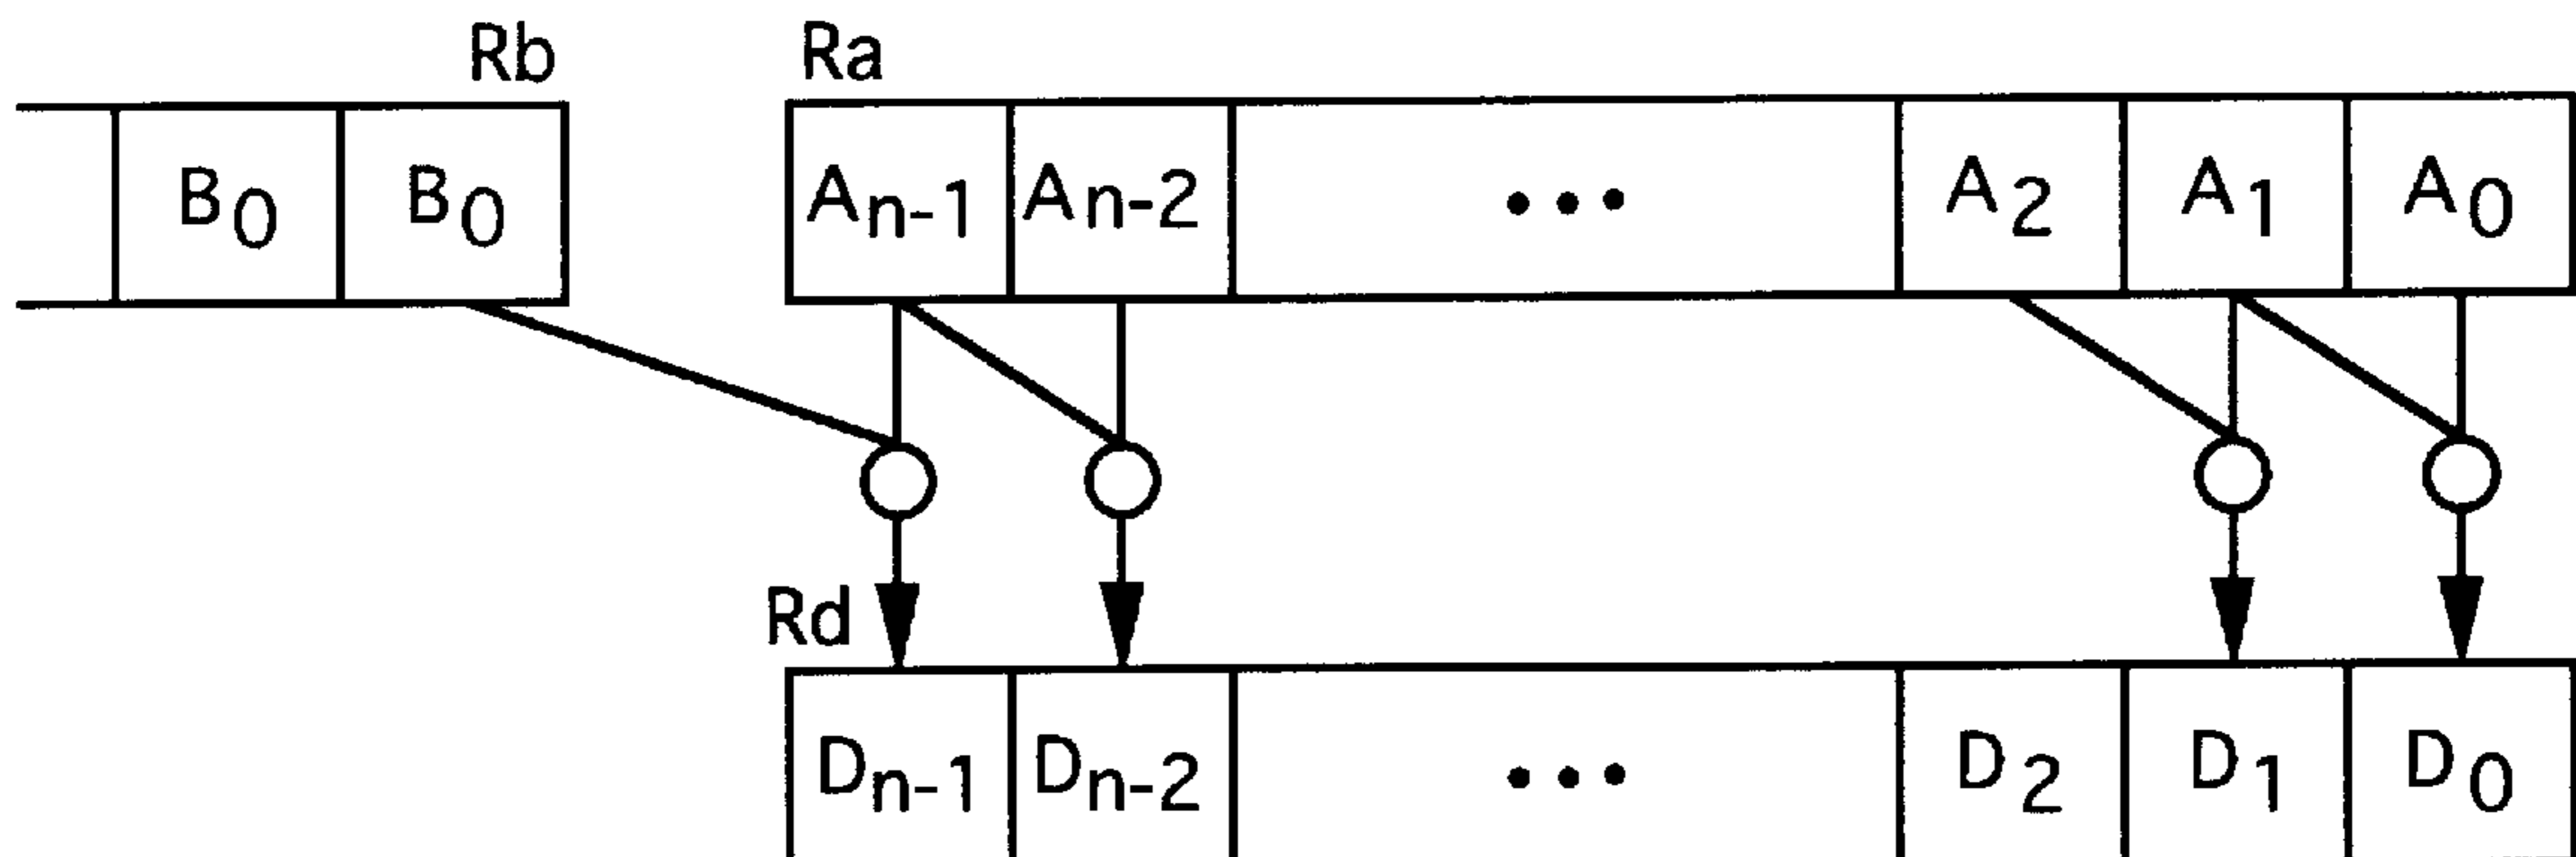 Rb Ra
B0 B0 An-1 An-2 ••• A2 A1 A0
Rd
Dn-1 Dn-2 ••• D2 D1 D0